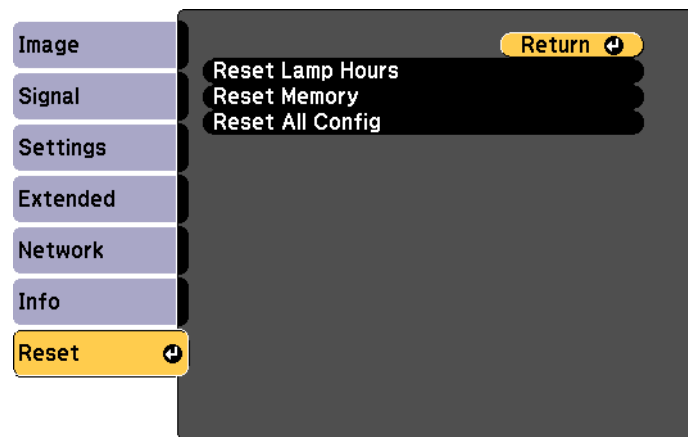 Image
Signal
Settings
Extended
Network
Info
Reset
Return
Reset Lamp Hours
Reset Memory
Reset All Config